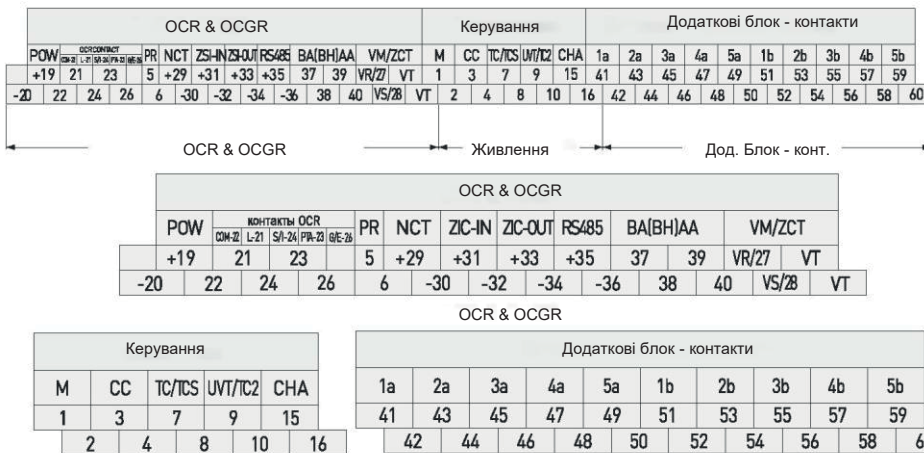 OCR & OCGR Керування Додаткові блок - контакти
POW OCR CONTACT PR NCT ZSI-IN ZSI-OUT RS485 BA(BH)AA VM/ZCT M CC TC/TCS UVT/TC2 CHA 1a 2a 3a 4a 5a 1b 2b 3b 4b 5b
COM-22 L-21 S/I-24 PTA-23 G/E-26
+19 21 23 5 +29 +31 +33 +35 37 39 VR/27 VT 1 3 7 9 15 41 43 45 47 49 51 53 55 57 59
-20 22 24 26 6 -30 -32 -34 -36 38 40 VS/28 VT 2 4 8 10 16 42 44 46 48 50 52 54 56 58 60
OCR & OCGR Живлення Дод. Блок - конт.
OCR & OCGR
POW контакты OCR PR NCT ZIC-IN ZIC-OUT RS485 BA(BH)AA VM/ZCT
COM-22 L-21 S/I-24 PTA-23 G/E-26
+19 21 23 5 +29 +31 +33 +35 37 39 VR/27 VT
-20 22 24 26 6 -30 -32 -34 -36 38 40 VS/28 VT
OCR & OCGR
Керування Додаткові блок - контакти
M CC TC/TCS UVT/TC2 CHA 1a 2a 3a 4a 5a 1b 2b 3b 4b 5b
1 3 7 9 15 41 43 45 47 49 51 53 55 57 59
2 4 8 10 16 42 44 46 48 50 52 54 56 58 6